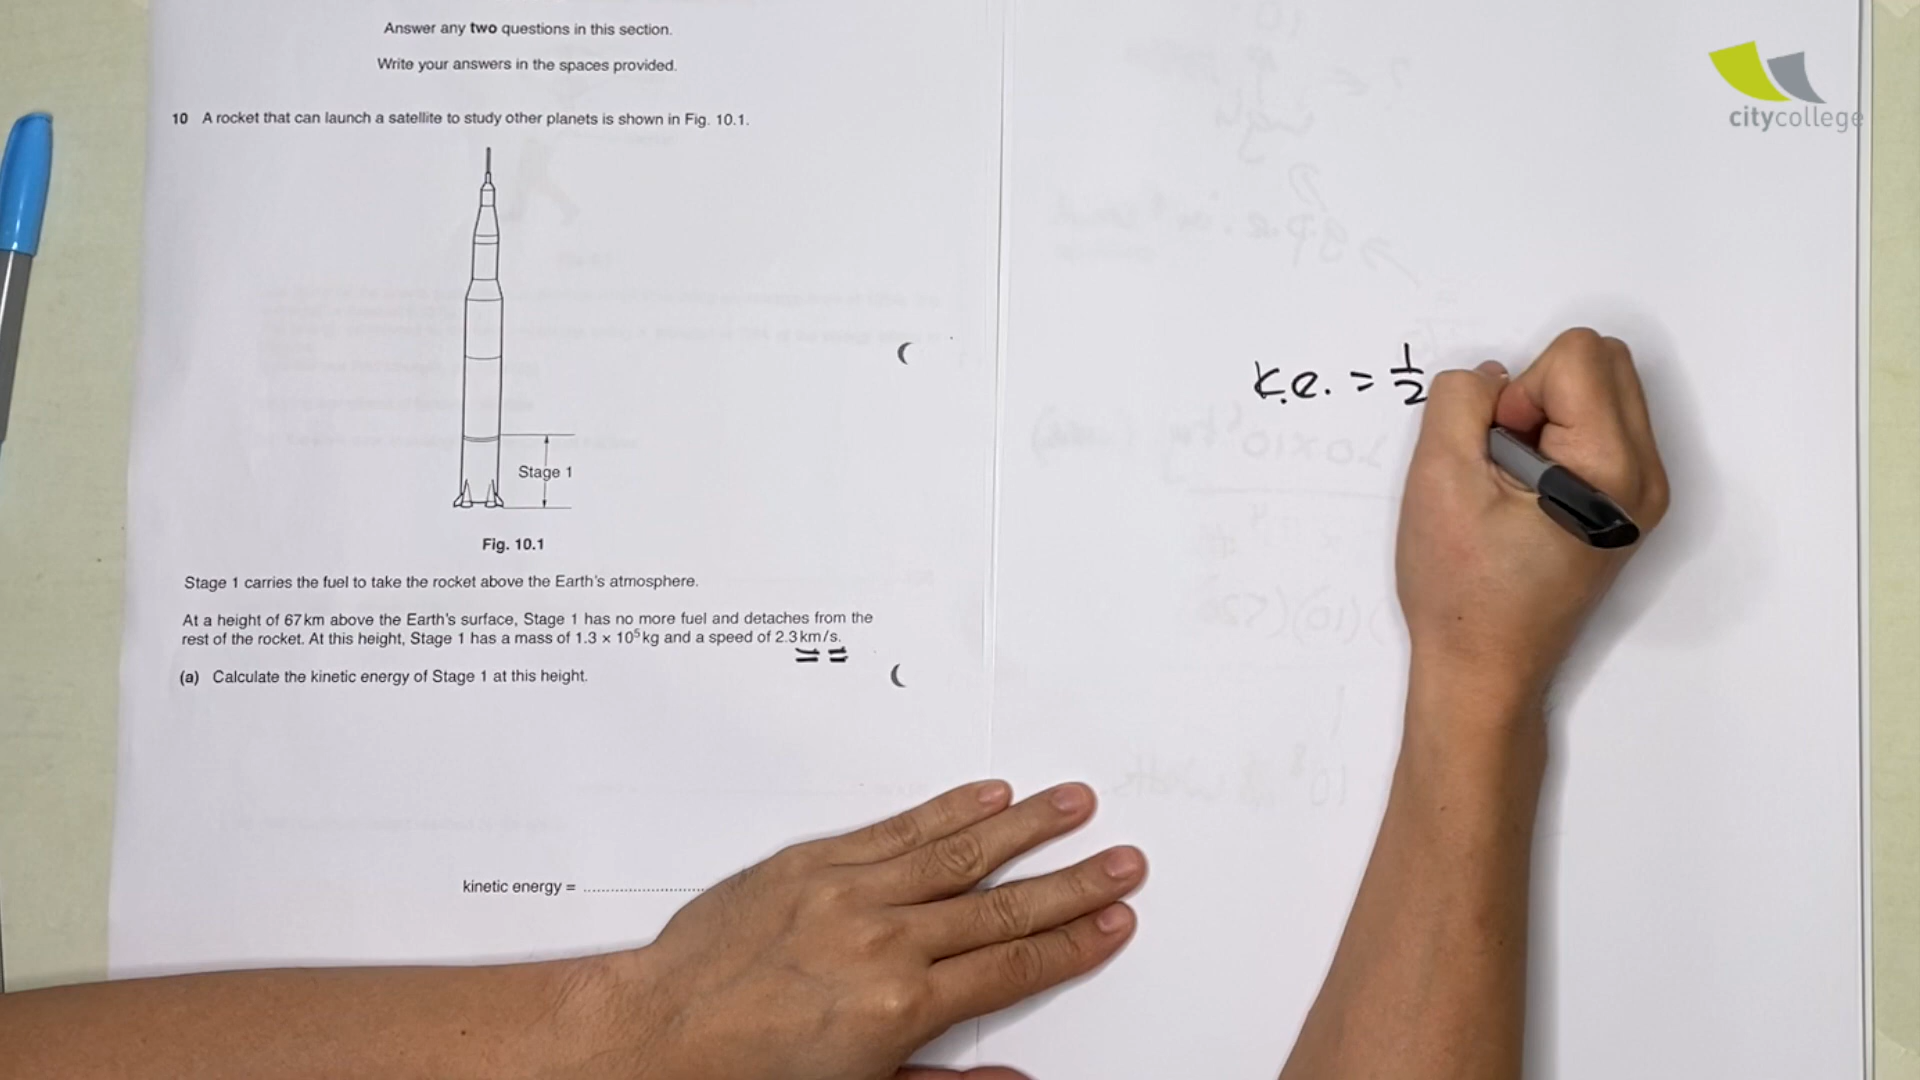 Answer any two questions in this section.
Write your answers in the spaces provided.
10 A rocket that can launch a satellite to study other planets is shown in Fig. 10.1.
Stage 1
Fig. 10.1
Stage 1 carries the fuel to take the rocket above the Earth's atmosphere.
At a height of 67 km above the Earth's surface, Stage 1 has no more fuel and detaches from the
rest of the rocket. At this height, Stage 1 has a mass of 1.3 × 10⁵ kg and a speed of 2.3 km/s.
(a) Calculate the kinetic energy of Stage 1 at this height.
kinetic energy = ........................
citycollege
k.e. = 1/2